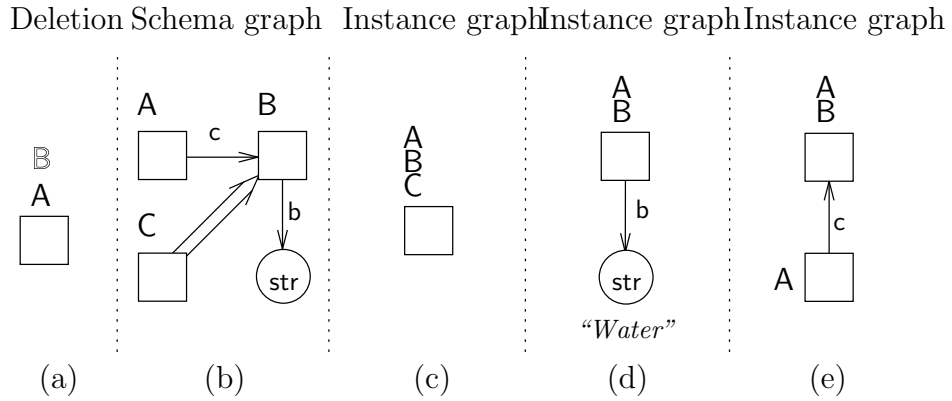 Deletion Schema graph Instance graph Instance graph Instance graph
B
A
(a)
A
B
c
C
b
str
(b)
A
B
C
(c)
A
B
b
str
“Water”
(d)
A
B
c
A
(e)